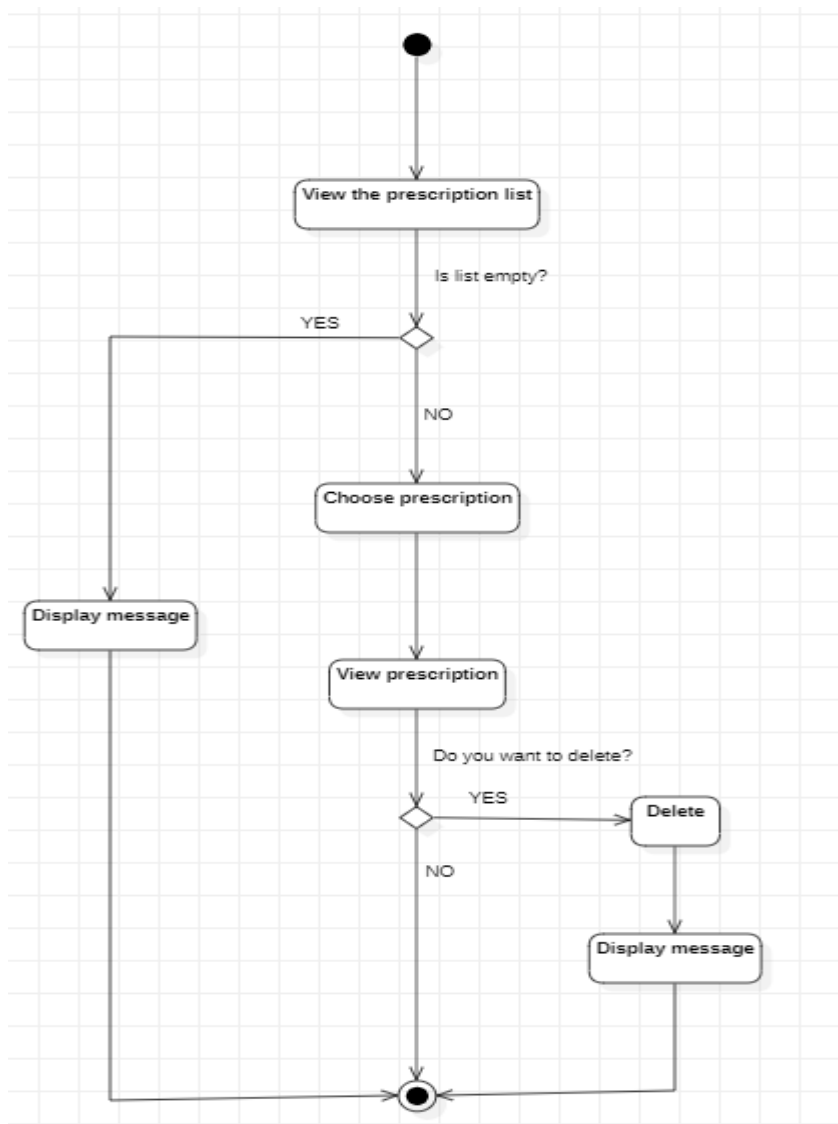 View the prescription list
Is list empty?
YES
NO
Choose prescription
Display message
View prescription
Do you want to delete?
YES
Delete
NO
Display message